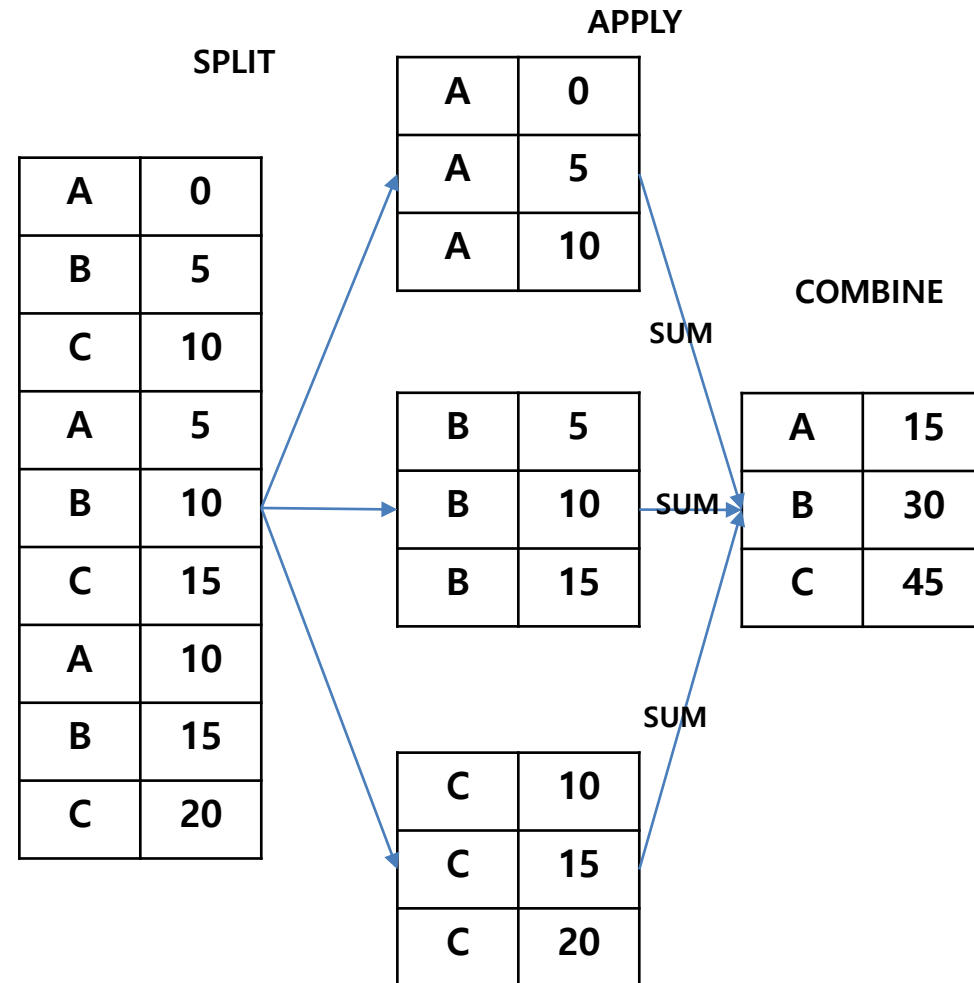 SPLIT
A 0
B 5
C 10
A 5
B 10
C 15
A 10
B 15
C 20
APPLY
A 0
A 5
A 10
SUM
B 5
B 10
B 15
SUM
C 10
C 15
C 20
SUM
COMBINE
A 15
B 30
C 45